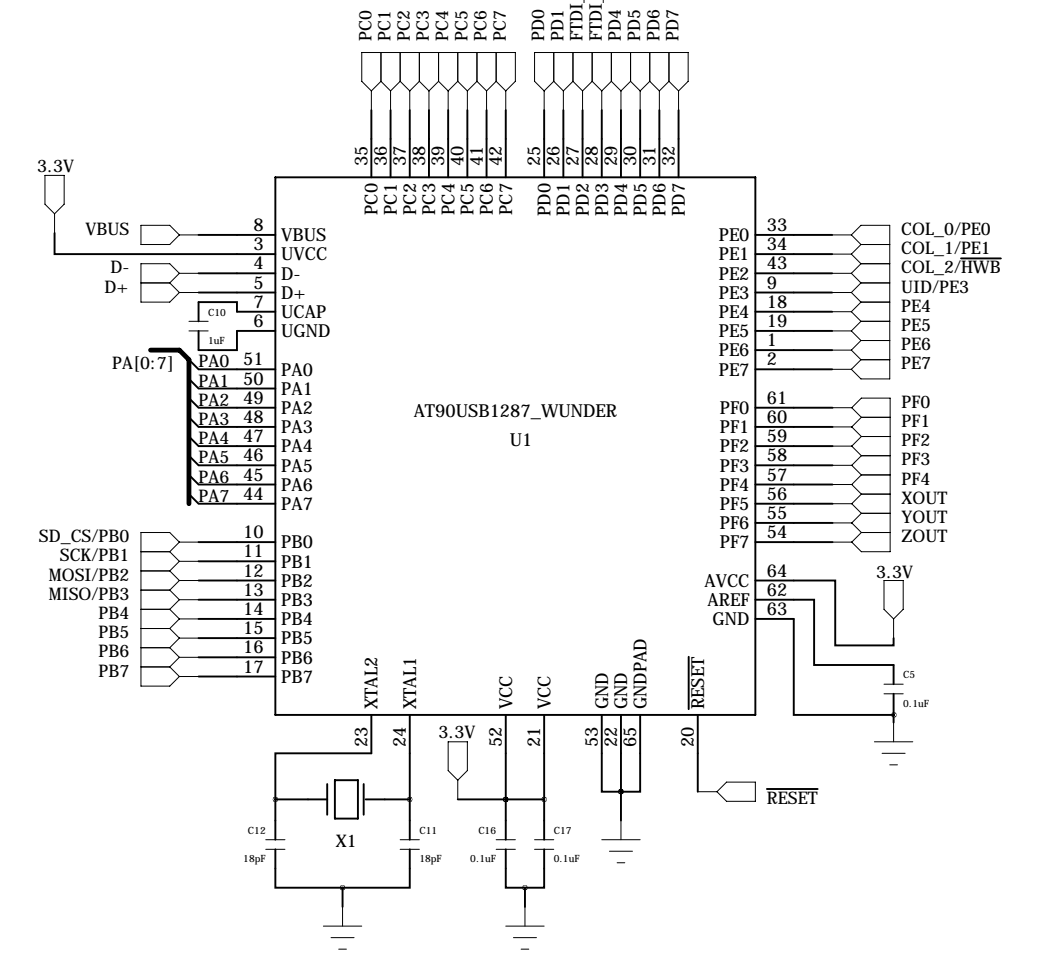 PC0 PC1 PC2 PC3 PC4 PC5 PC6 PC7 PD0 PD1 FTDI_ FTDI_ PD4 PD5 PD6 PD7
35 36 37 38 39 40 41 42 25 26 27 28 29 30 31 32
PC0 PC1 PC2 PC3 PC4 PC5 PC6 PC7 PD0 PD1 PD2 PD3 PD4 PD5 PD6 PD7
3.3V
VBUS 8 VBUS
3 UVCC
D- 4 D-
D+ 5 D+
C10 7 UCAP
1uF 6 UGND
PA[0:7]
PA0 51 PA0
PA1 50 PA1
PA2 49 PA2
PA3 48 PA3
PA4 47 PA4
PA5 46 PA5
PA6 45 PA6
PA7 44 PA7
SD_CS/PB0 10 PB0
SCK/PB1 11 PB1
MOSI/PB2 12 PB2
MISO/PB3 13 PB3
PB4 14 PB4
PB5 15 PB5
PB6 16 PB6
PB7 17 PB7
AT90USB1287_WUNDER
U1
PE0 33 COL_0/PE0
PE1 34 COL_1/PE1
PE2 43 COL_2/HWB
PE3 9 UID/PE3
PE4 18 PE4
PE5 19 PE5
PE6 1 PE6
PE7 2 PE7
PF0 61 PF0
PF1 60 PF1
PF2 59 PF2
PF3 58 PF3
PF4 57 PF4
PF5 56 XOUT
PF6 55 YOUT
PF7 54 ZOUT
AVCC 64 3.3V
AREF 62
GND 63
C5
0.1uF
XTAL2 XTAL1 VCC VCC GND GND GNDPAD RESET
23 24 52 21 53 22 65 20
3.3V
RESET
X1
C12
18pF
C11
18pF
C16
0.1uF
C17
0.1uF